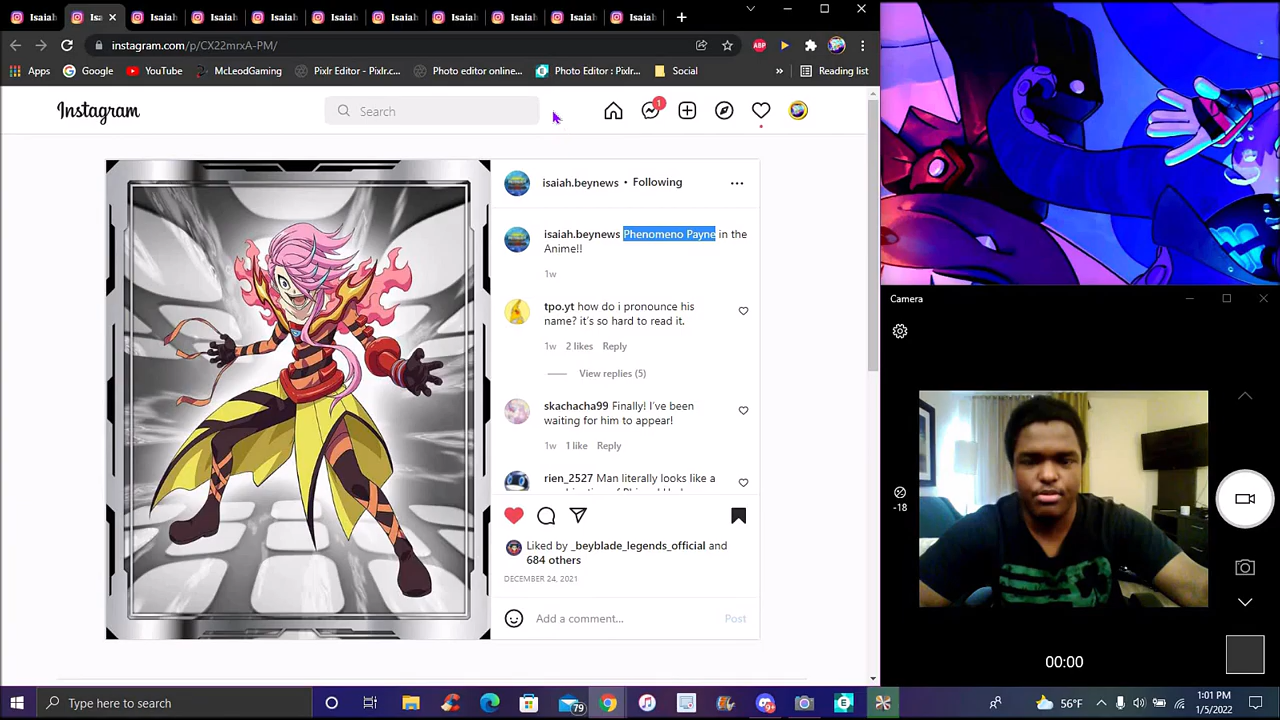 Isaiah
Isa
Isaiah
Isaiah
Isaiah
Isaiah
Isaiah
Isaiah
Isaiah
Isaiah
Isaiah
instagram.com/p/CX22mrxA-PM/
ABP
Apps
Google
YouTube
McLeodGaming
Pixlr Editor - Pixlr.c...
Photo editor online...
Photo Editor : Pixlr...
Social
»
Reading list
Instagram
Search
1
isaiah.beynews • Following
isaiah.beynews Phenomeno Payne in the
Anime!!
1w
tpo.yt how do i pronounce his
name? it's so hard to read it.
1w 2 likes Reply
View replies (5)
skachacha99 Finally! I've been
waiting for him to appear!
1w 1 like Reply
rien_2527 Man literally looks like a
Liked by _beyblade_legends_official and
684 others
DECEMBER 24, 2021
Add a comment...
Post
Camera
-18
00:00
Type here to search
79
56°F
1:01 PM
1/5/2022